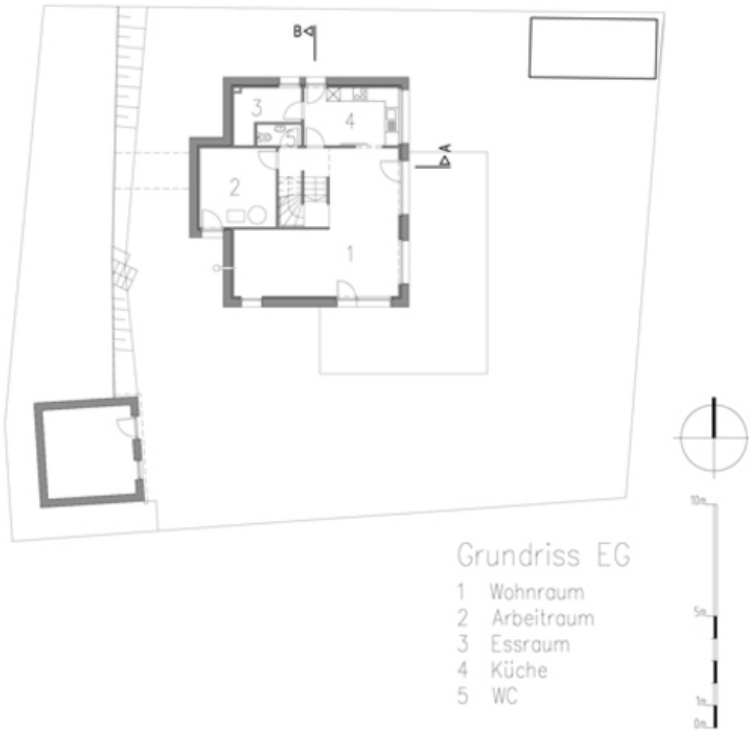 B
3
4
5
A
2
1
10m
Grundriss EG
1 Wohnraum
2 Arbeitraum
5m
3 Essraum
4 Küche
5 WC
1m
0m